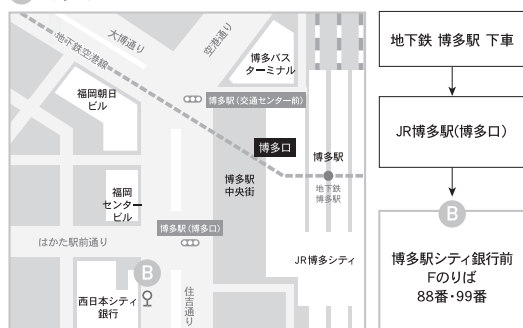 大博通り
空港通り
地下鉄空港線
博多バス
ターミナル
福岡朝日
ビル
博多駅(交通センター前)
博多口
博多駅
地下鉄
博多駅
博多駅
中央街
福岡
センター
ビル
博多駅(博多口)
はかた駅前通り
B
JR博多シティ
西日本シティ
銀行
住吉通り
地下鉄 博多駅 下車
JR博多駅(博多口)
B
博多駅シティ銀行前
Fのりば
88番・99番